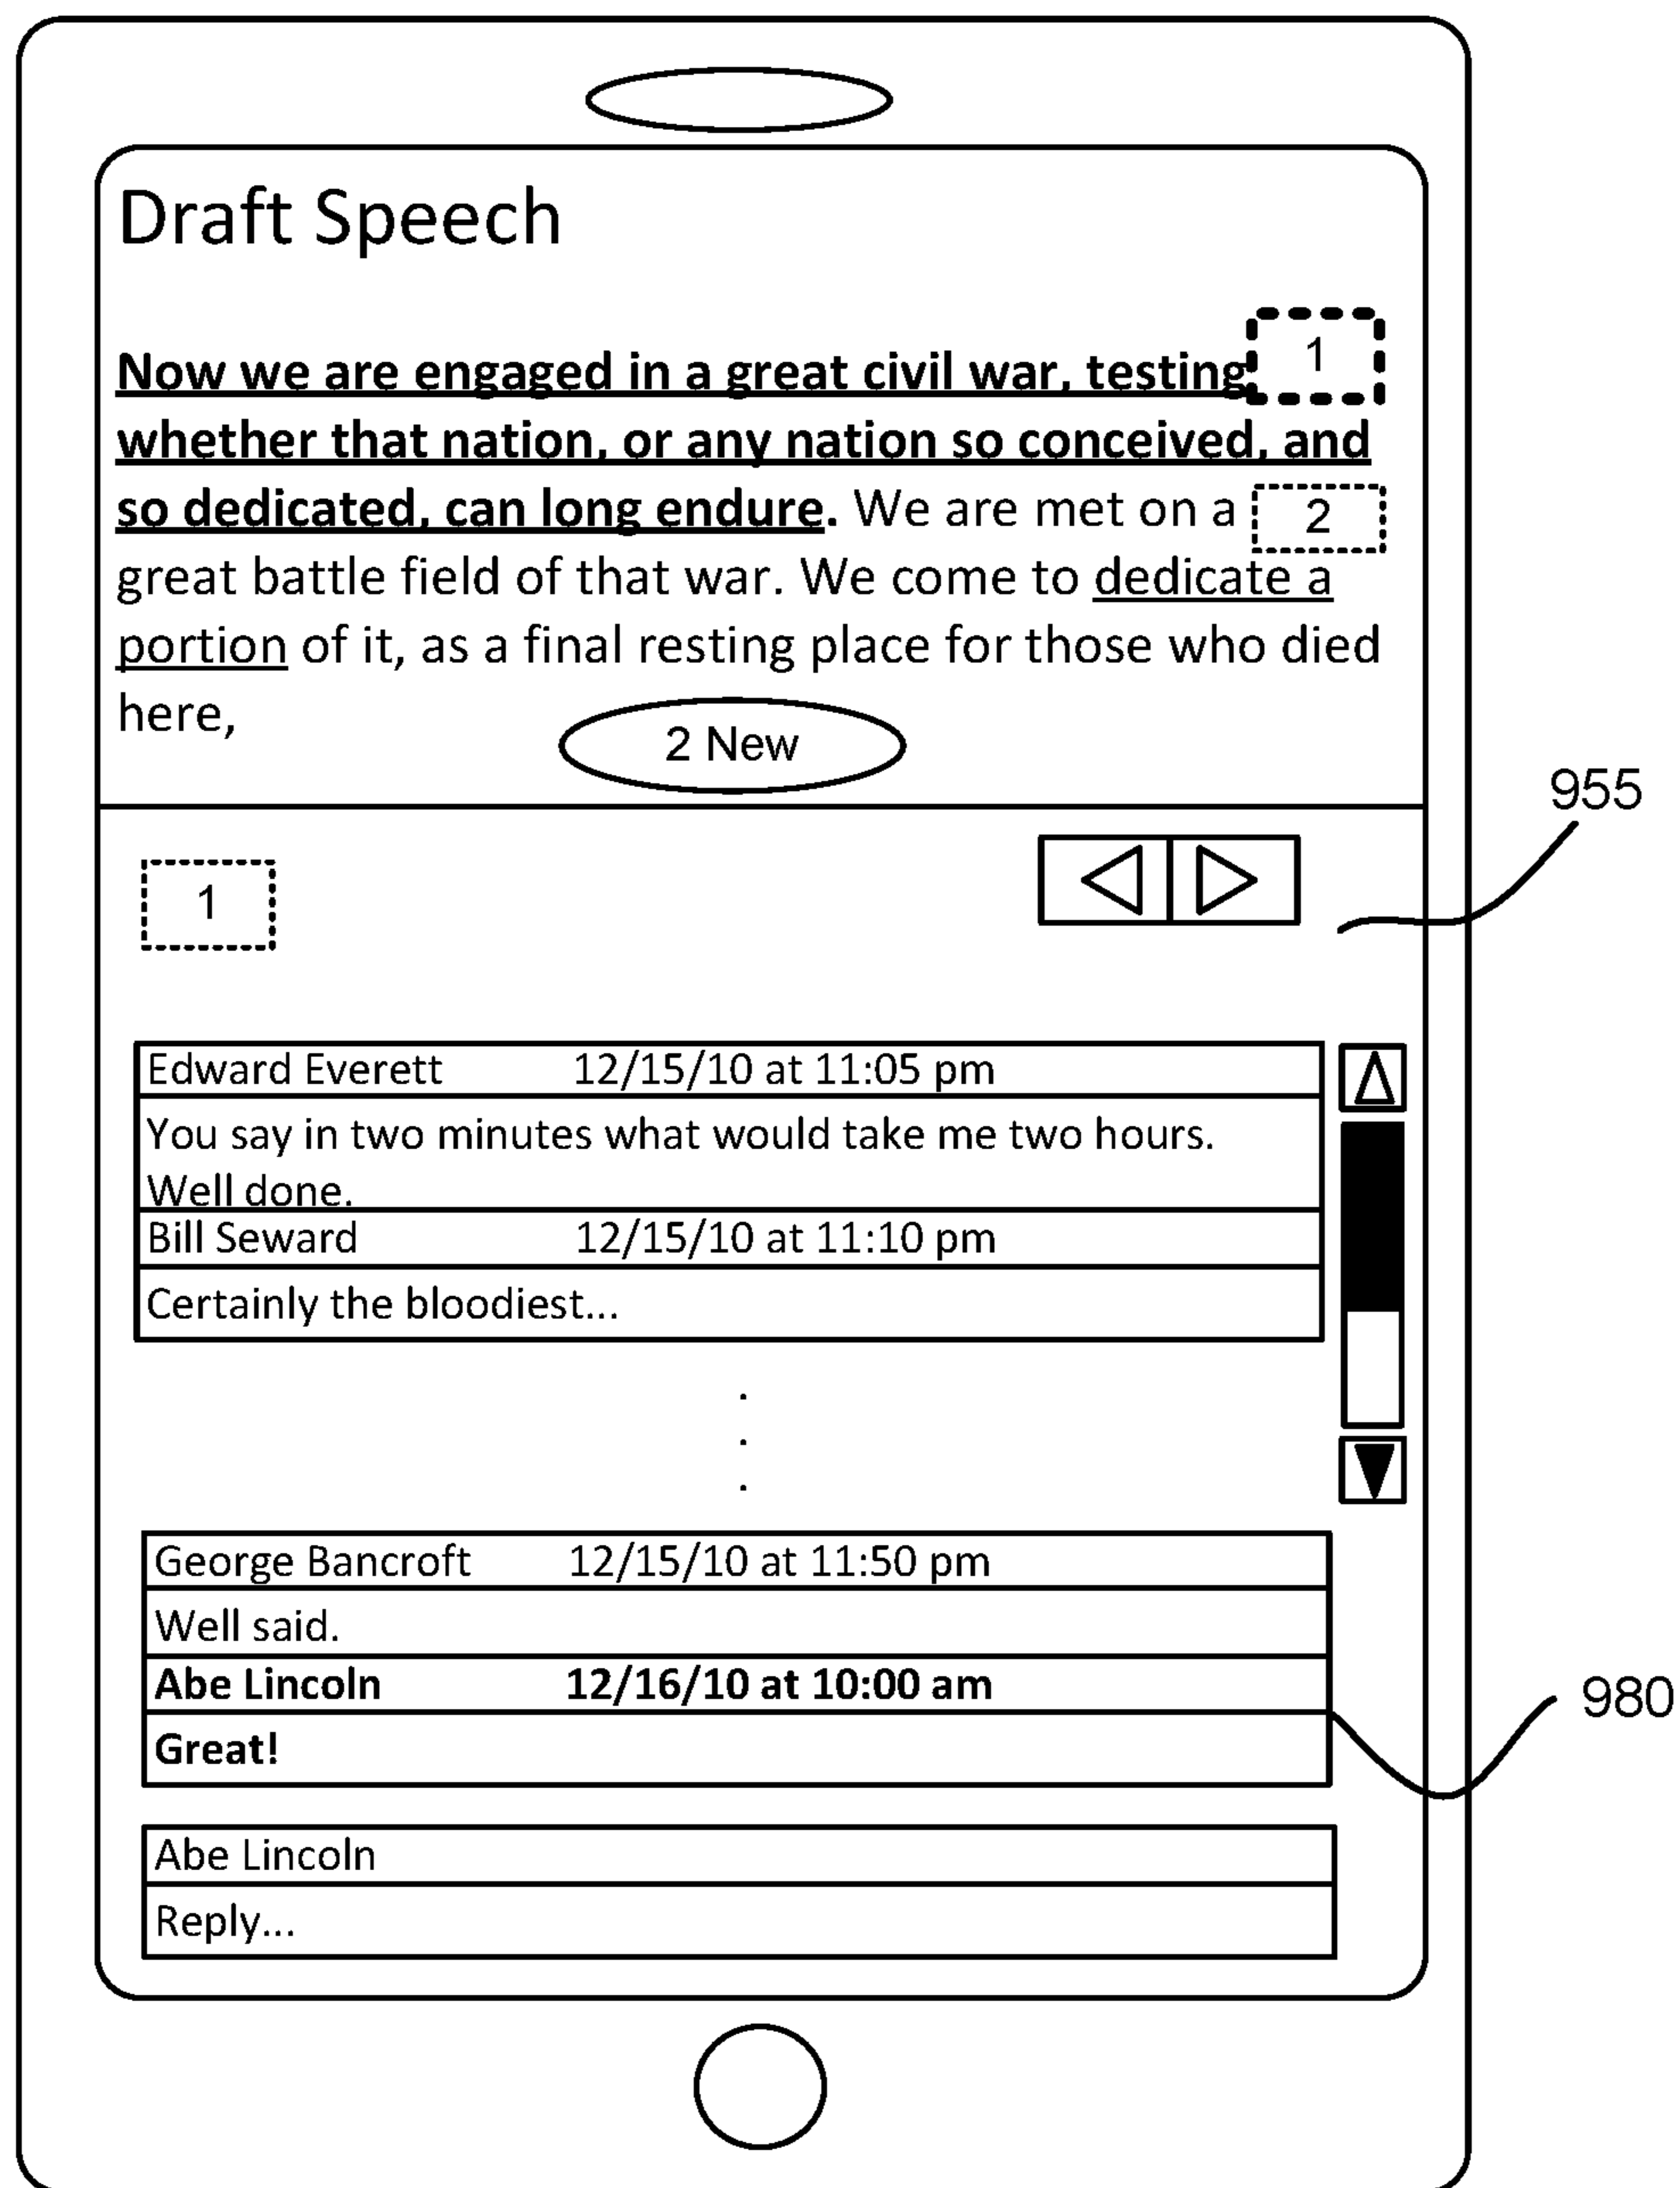 Draft Speech
Now we are engaged in a great civil war, testing 1
whether that nation, or any nation so conceived, and
so dedicated, can long endure. We are met on a 2
great battle field of that war. We come to dedicate a
portion of it, as a final resting place for those who died
here,
2 New
955
1
Edward Everett 12/15/10 at 11:05 pm
You say in two minutes what would take me two hours.
Well done.
Bill Seward 12/15/10 at 11:10 pm
Certainly the bloodiest...
George Bancroft 12/15/10 at 11:50 pm
Well said.
Abe Lincoln 12/16/10 at 10:00 am
980
Great!
Abe Lincoln
Reply...